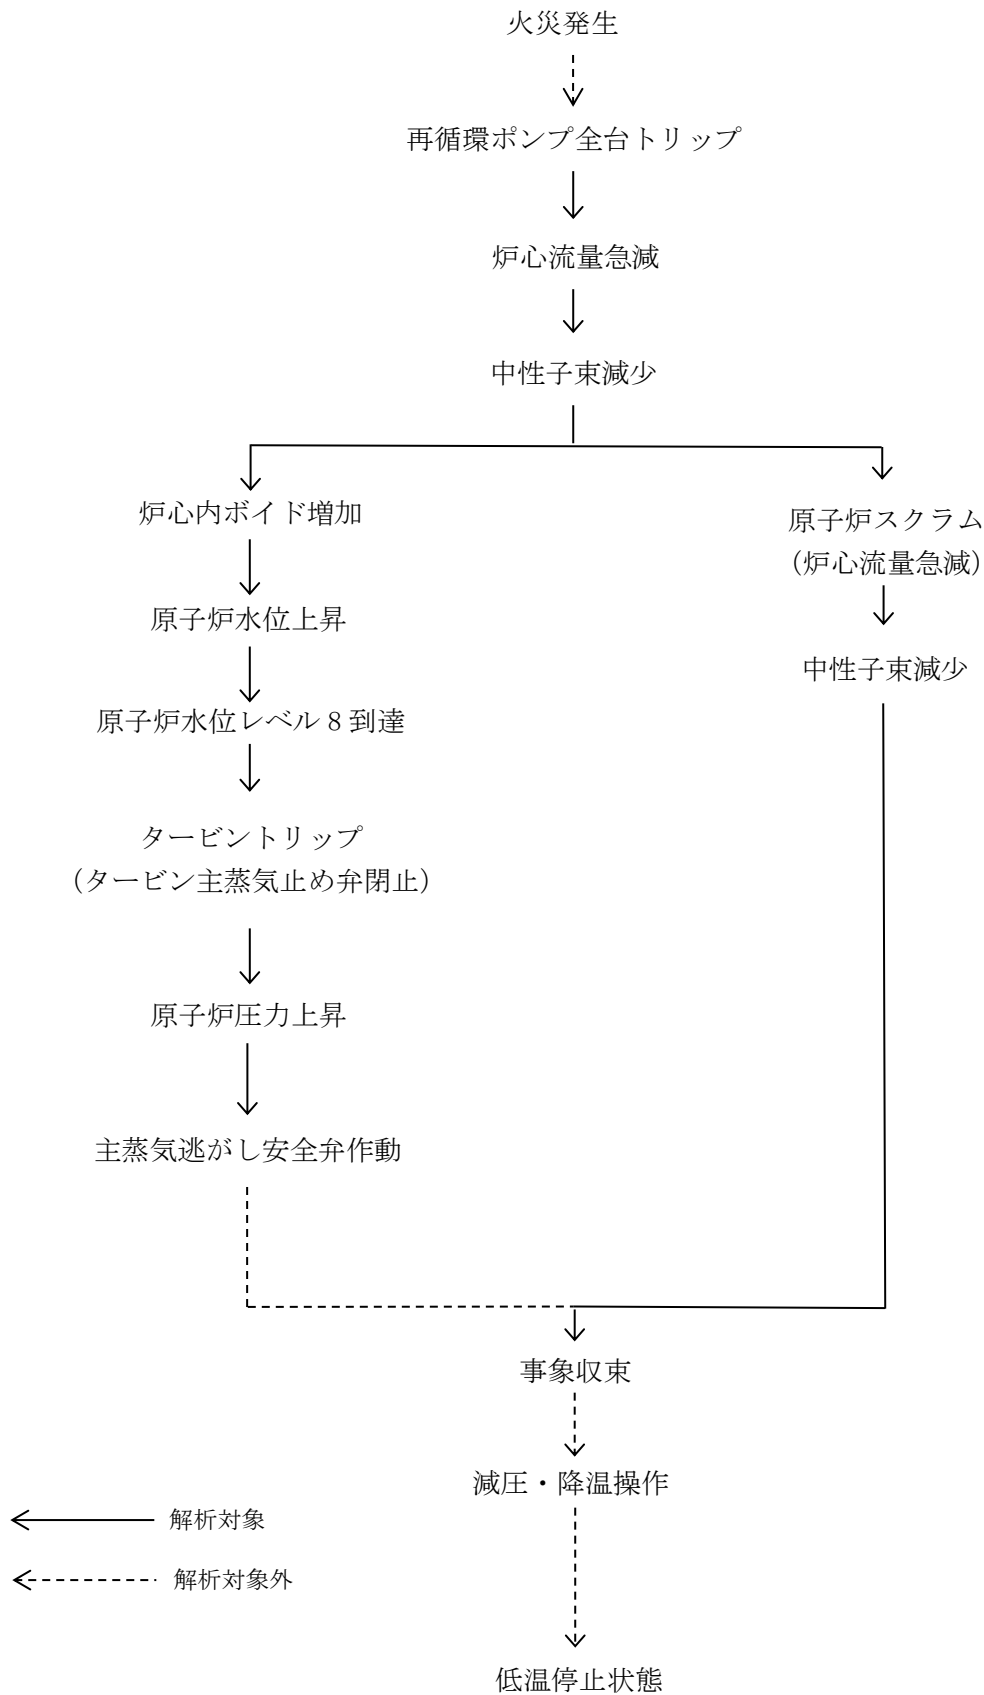 火災発生
再循環ポンプ全台トリップ
炉心流量急減
中性子束減少
炉心内ボイド増加
原子炉水位上昇
原子炉水位レベル8到達
タービントリップ
（タービン主蒸気止め弁閉止）
原子炉圧力上昇
主蒸気逃がし安全弁作動
原子炉スクラム
（炉心流量急減）
中性子束減少
事象収束
減圧・降温操作
低温停止状態
解析対象
解析対象外